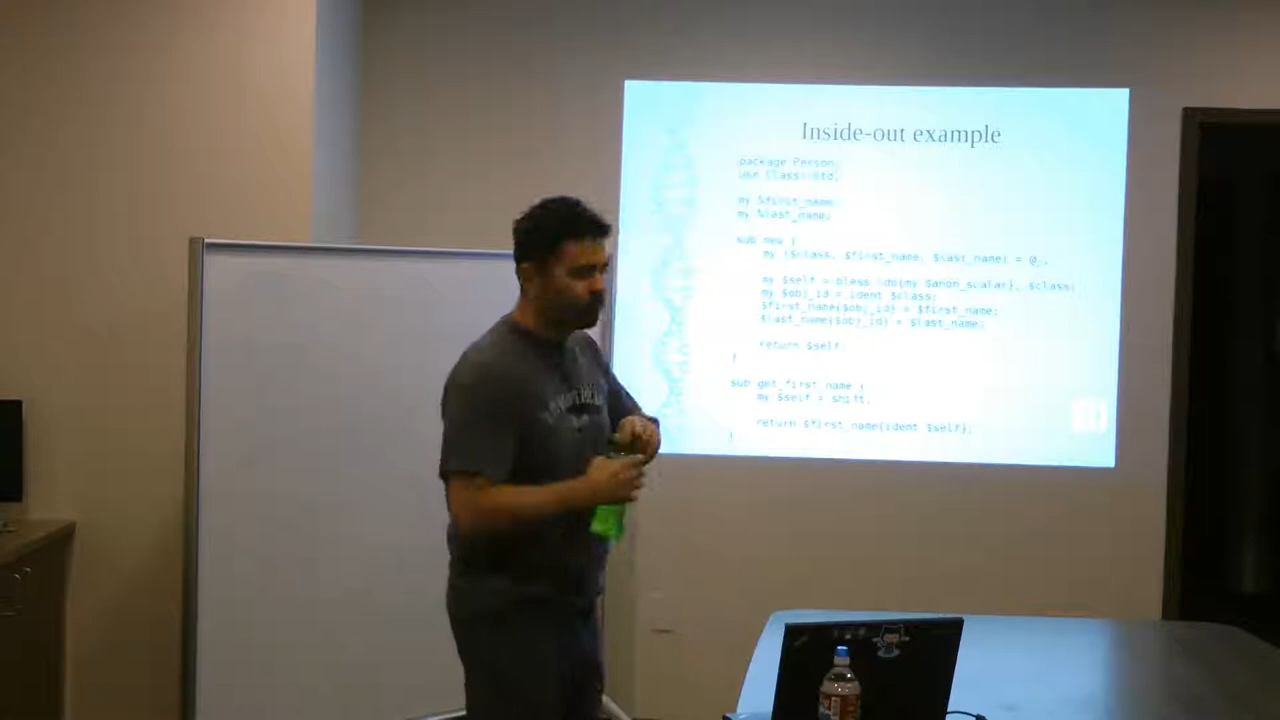 Inside-out example
package Person;
use Class::Std;
my %first_name;
my %last_name;
sub new {
my ($class, $first_name, $last_name) = @_;
my $self = bless \do{my $anon_scalar}, $class;
my $obj_id = ident $class;
$first_name{$obj_id} = $first_name;
$last_name{$obj_id} = $last_name;
return $self;
}
sub get_first_name {
my $self = shift;
return $first_name{ident $self};
}